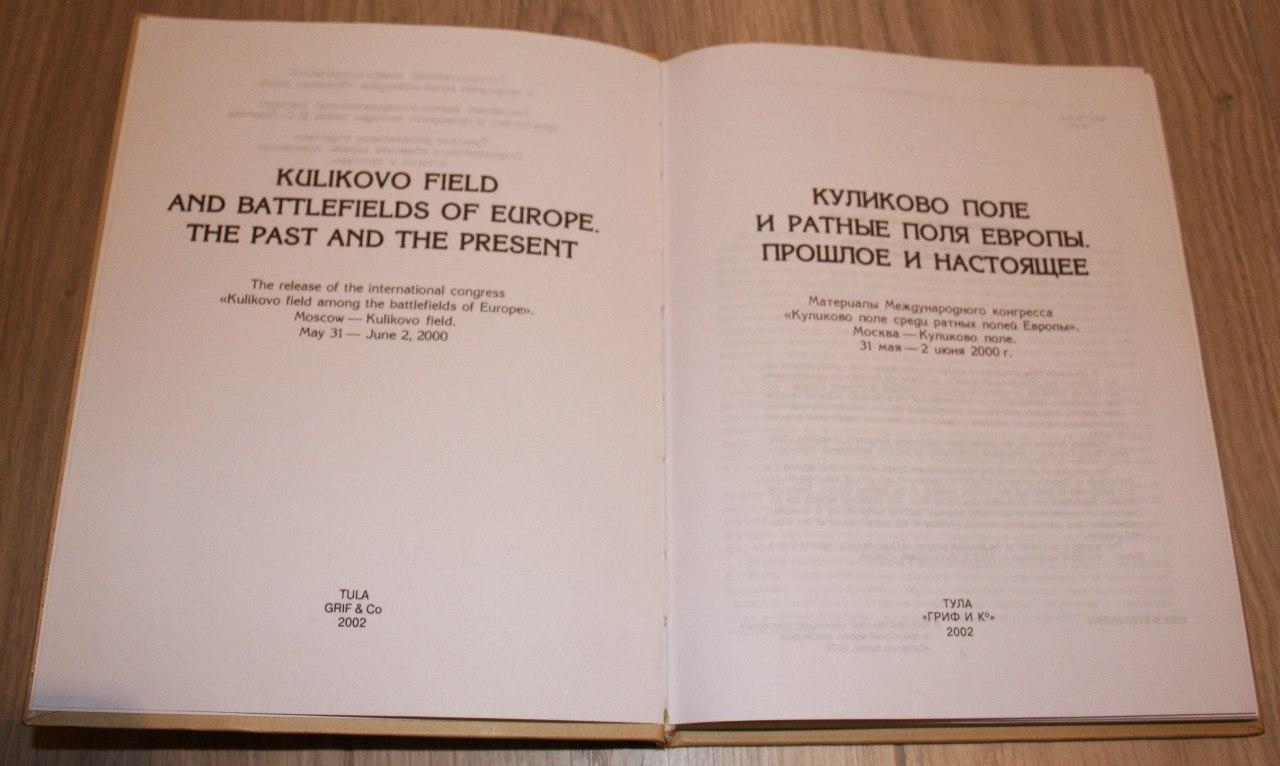 KULIKOVO FIELD
AND BATTLEFIELDS OF EUROPE.
THE PAST AND THE PRESENT
The release of the international congress
«Kulikovo field among the battlefields of Europe».
Moscow — Kulikovo field.
May 31 — June 2, 2000
TULA
GRIF & Co
2002
КУЛИКОВО ПОЛЕ
И РАТНЫЕ ПОЛЯ ЕВРОПЫ.
ПРОШЛОЕ И НАСТОЯЩЕЕ
Материалы Международного конгресса
«Куликово поле среди ратных полей Европы».
Москва — Куликово поле.
31 мая — 2 июня 2000 г.
ТУЛА
«ГРИФ И Кº»
2002